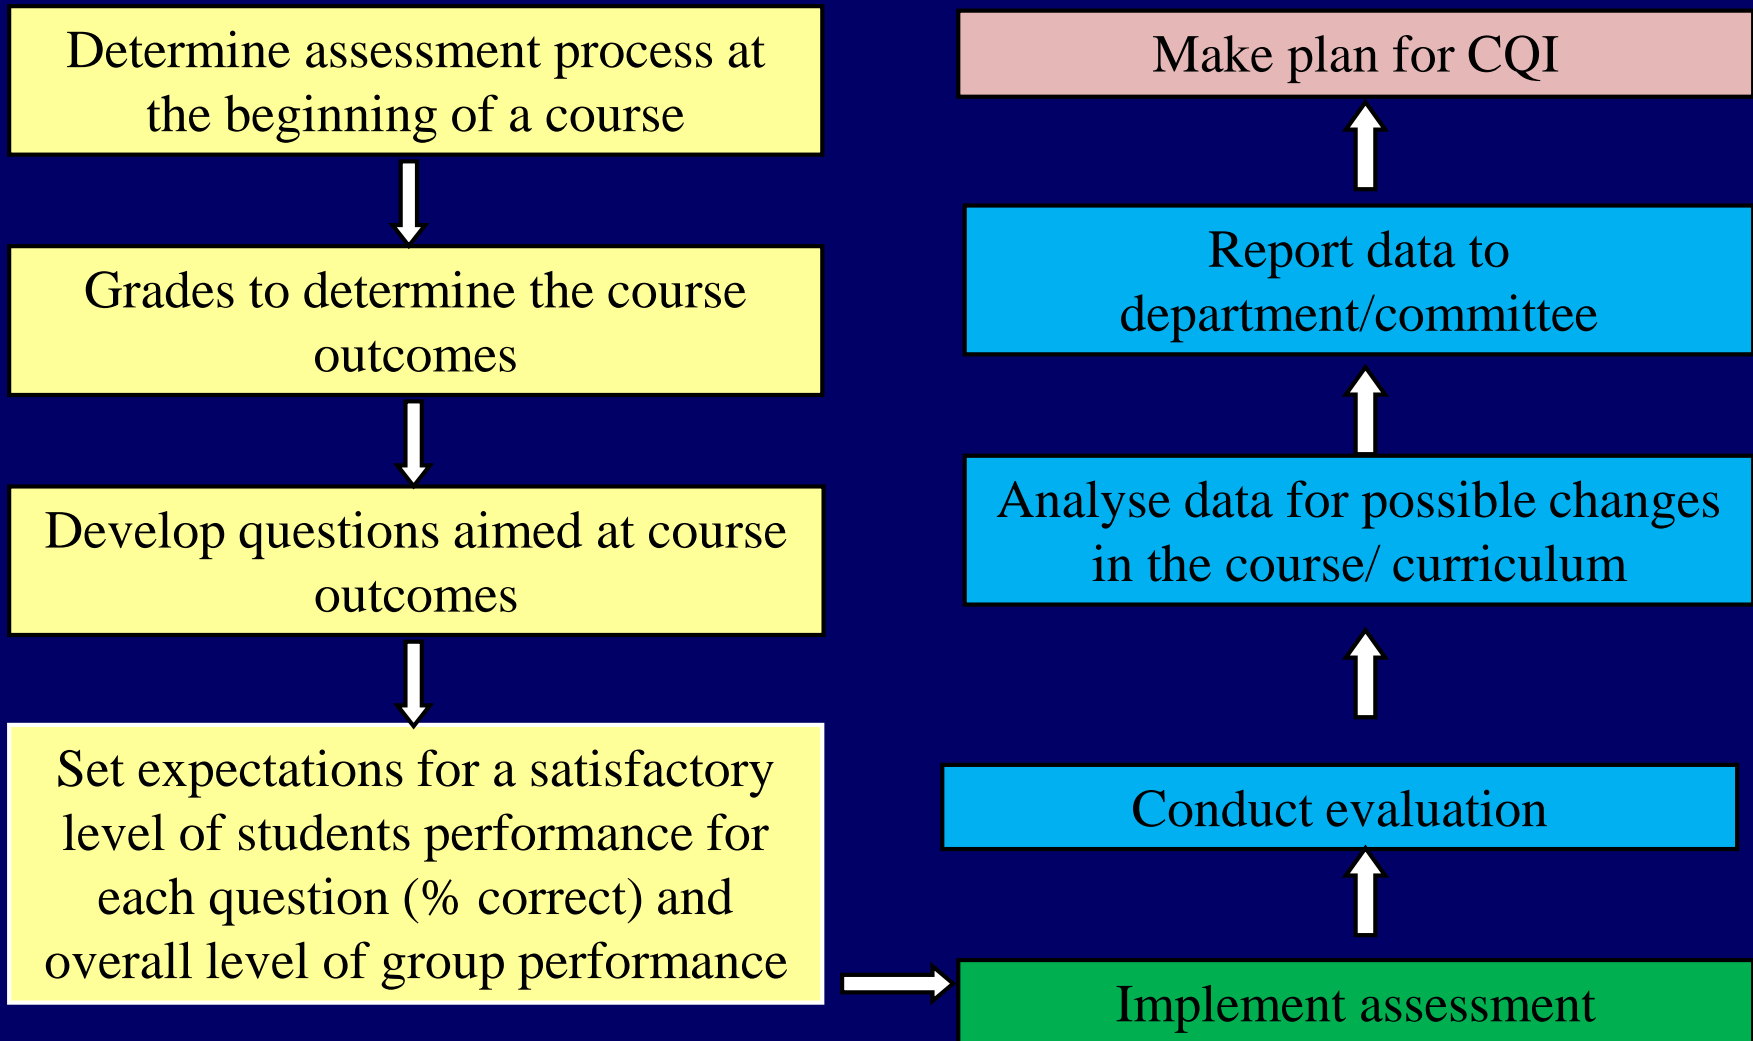 Determine assessment process at
the beginning of a course
Grades to determine the course
outcomes
Develop questions aimed at course
outcomes
Set expectations for a satisfactory
level of students performance for
each question (% correct) and
overall level of group performance
Implement assessment
Conduct evaluation
Analyse data for possible changes
in the course/ curriculum
Report data to
department/committee
Make plan for CQI